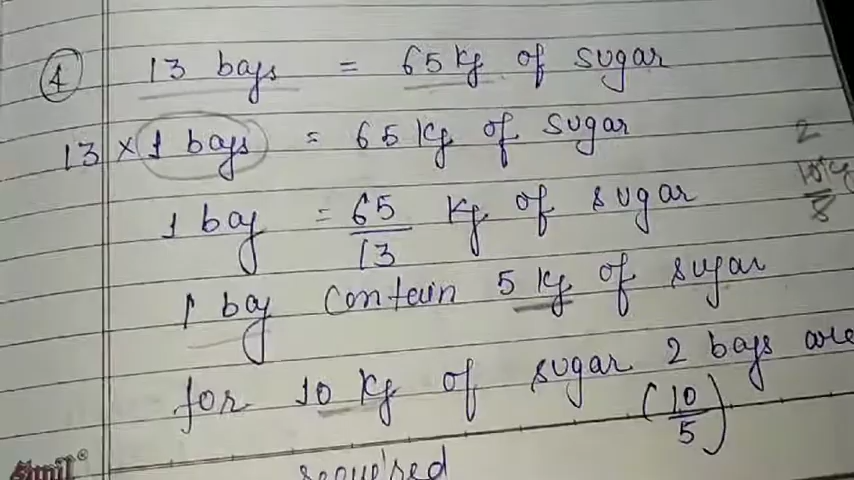 4 13 bags = 65 kg of sugar
13 × 1 bags = 65 kg of sugar
1 bag = 65/13 kg of sugar
1 bag contain 5 kg of sugar
for 10 kg of sugar 2 bags are
(10/5)
required